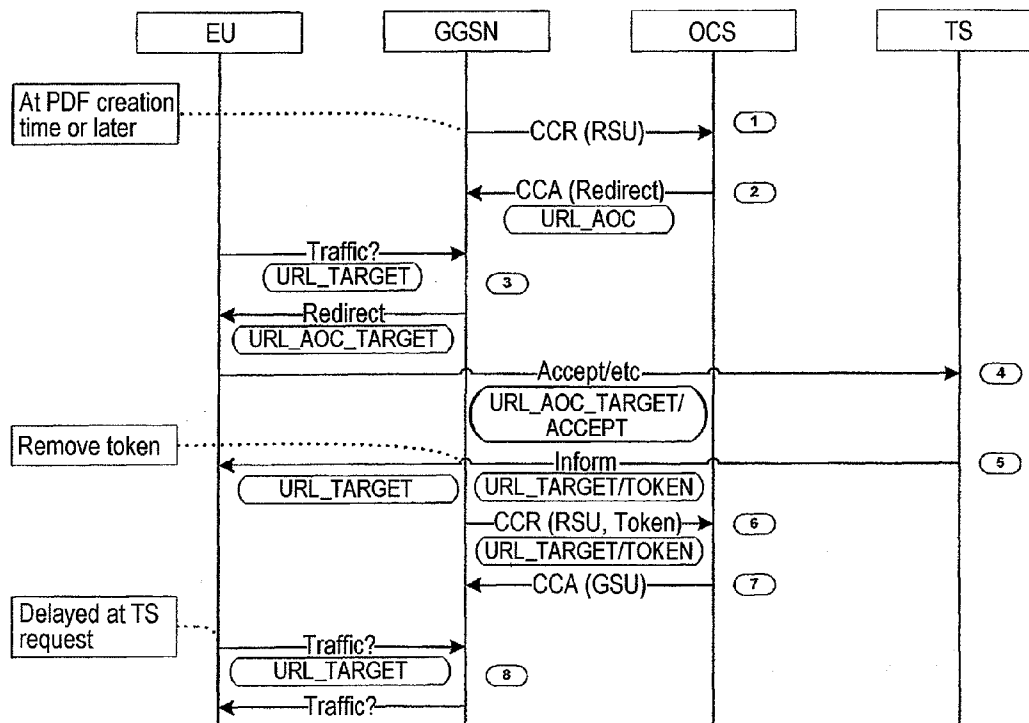 EU
GGSN
OCS
TS
At PDF creation
time or later
CCR (RSU)
1
CCA (Redirect)
2
URL_AOC
Traffic?
URL_TARGET
3
Redirect
URL_AOC_TARGET
Accept/etc
4
URL_AOC_TARGET/
ACCEPT
Remove token
Inform
5
URL_TARGET
URL_TARGET/TOKEN
CCR (RSU, Token)
6
URL_TARGET/TOKEN
CCA (GSU)
7
Delayed at TS
request
Traffic?
URL_TARGET
8
Traffic?